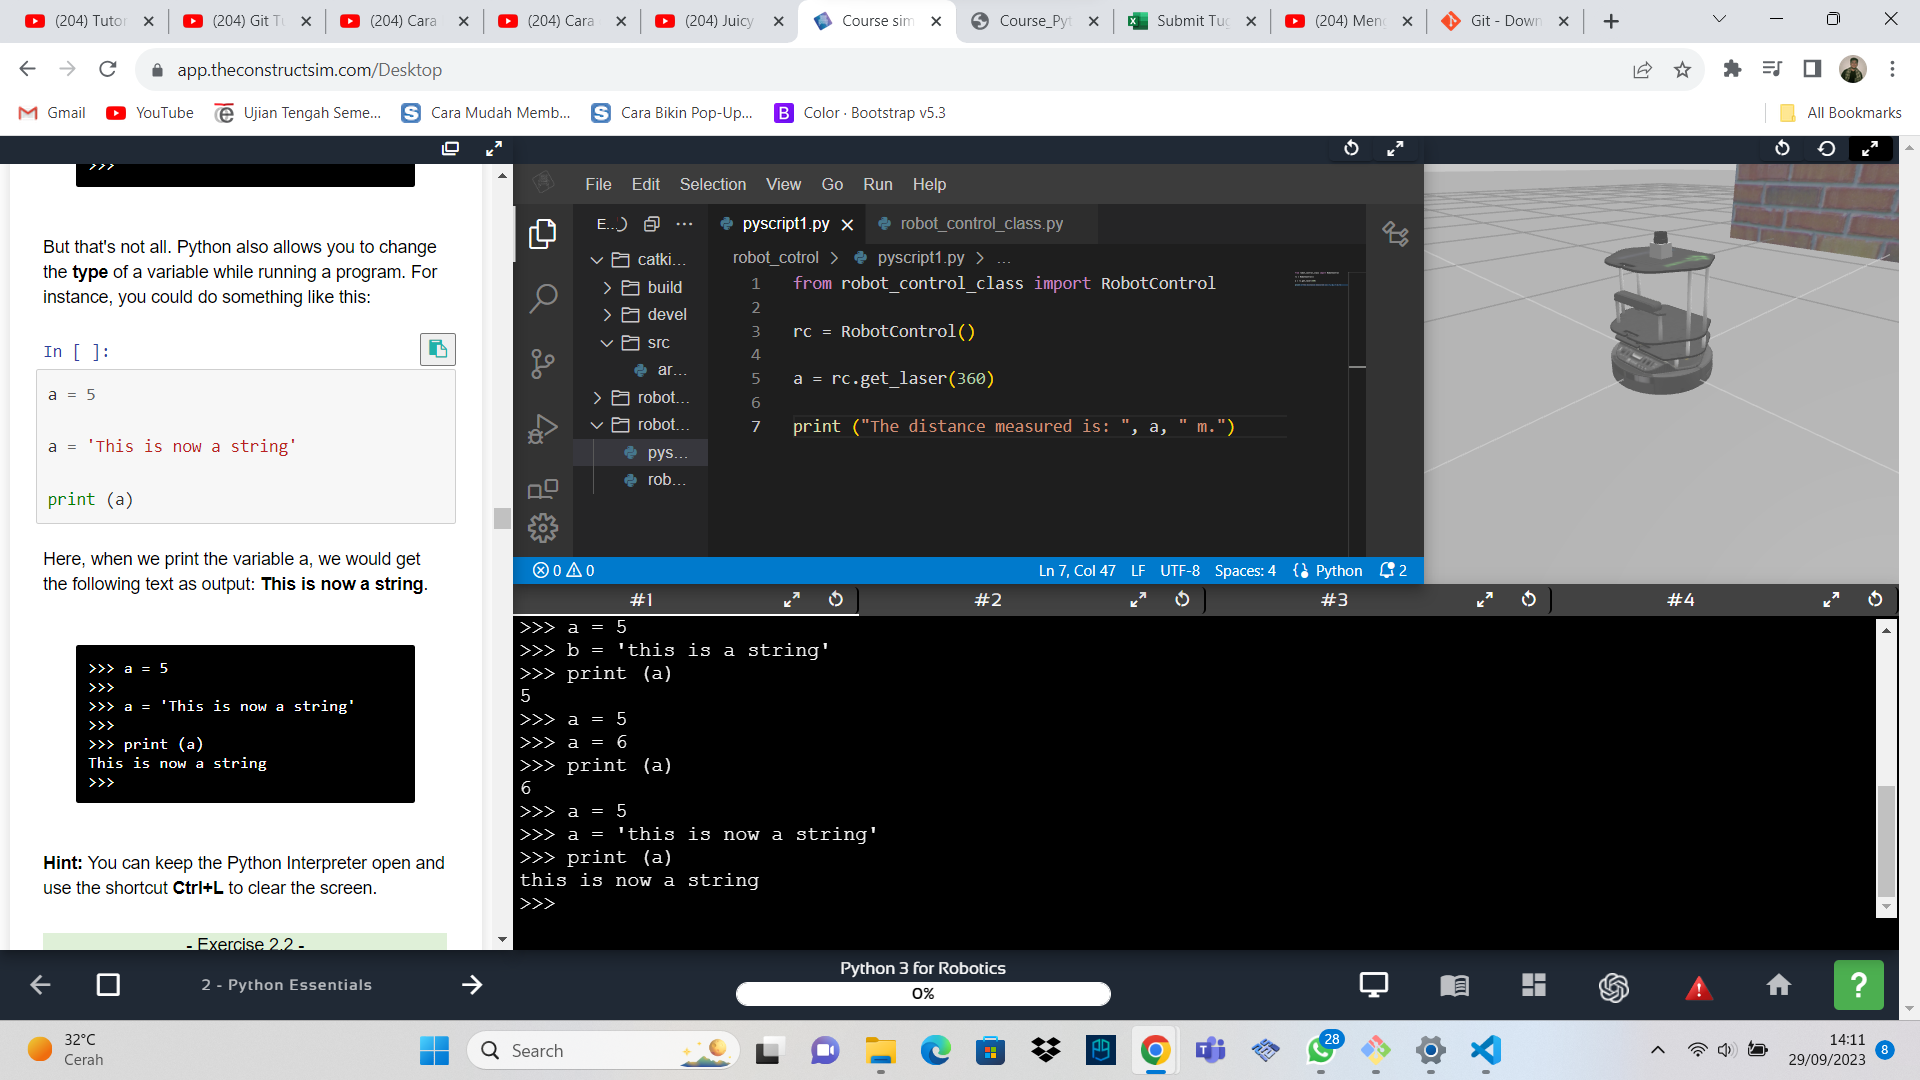 (204) Tutor
(204) Git Tu
(204) Cara
(204) Cara
(204) Juicy
Course sim
Course_Pyt
Submit Tug
(204) Meng
Git - Down
app.theconstructsim.com/Desktop
Gmail
YouTube
Ujian Tengah Seme...
Cara Mudah Memb...
Cara Bikin Pop-Up...
Color · Bootstrap v5.3
All Bookmarks
>>>
But that's not all. Python also allows you to change
the type of a variable while running a program. For
instance, you could do something like this:
In [ ]:
a = 5
a = 'This is now a string'
print (a)
Here, when we print the variable a, we would get
the following text as output: This is now a string.
>>> a = 5
>>>
>>> a = 'This is now a string'
>>>
>>> print (a)
This is now a string
>>>
Hint: You can keep the Python Interpreter open and
use the shortcut Ctrl+L to clear the screen.
- Exercise 2.2 -
File Edit Selection View Go Run Help
E...
catki...
build
devel
src
ar...
robot...
robot...
pys...
rob...
pyscript1.py
robot_control_class.py
robot_cotrol > pyscript1.py > ...
1 from robot_control_class import RobotControl
2
3 rc = RobotControl()
4
5 a = rc.get_laser(360)
6
7 print ("The distance measured is: ", a, " m.")
0 0
Ln 7, Col 47 LF UTF-8 Spaces: 4 Python 2
#1
#2
#3
#4
>>> a = 5
>>> b = 'this is a string'
>>> print (a)
5
>>> a = 5
>>> a = 6
>>> print (a)
6
>>> a = 5
>>> a = 'this is now a string'
>>> print (a)
this is now a string
>>>
2 - Python Essentials
Python 3 for Robotics
0%
?
32°C
Cerah
Search
28
14:11
29/09/2023
8